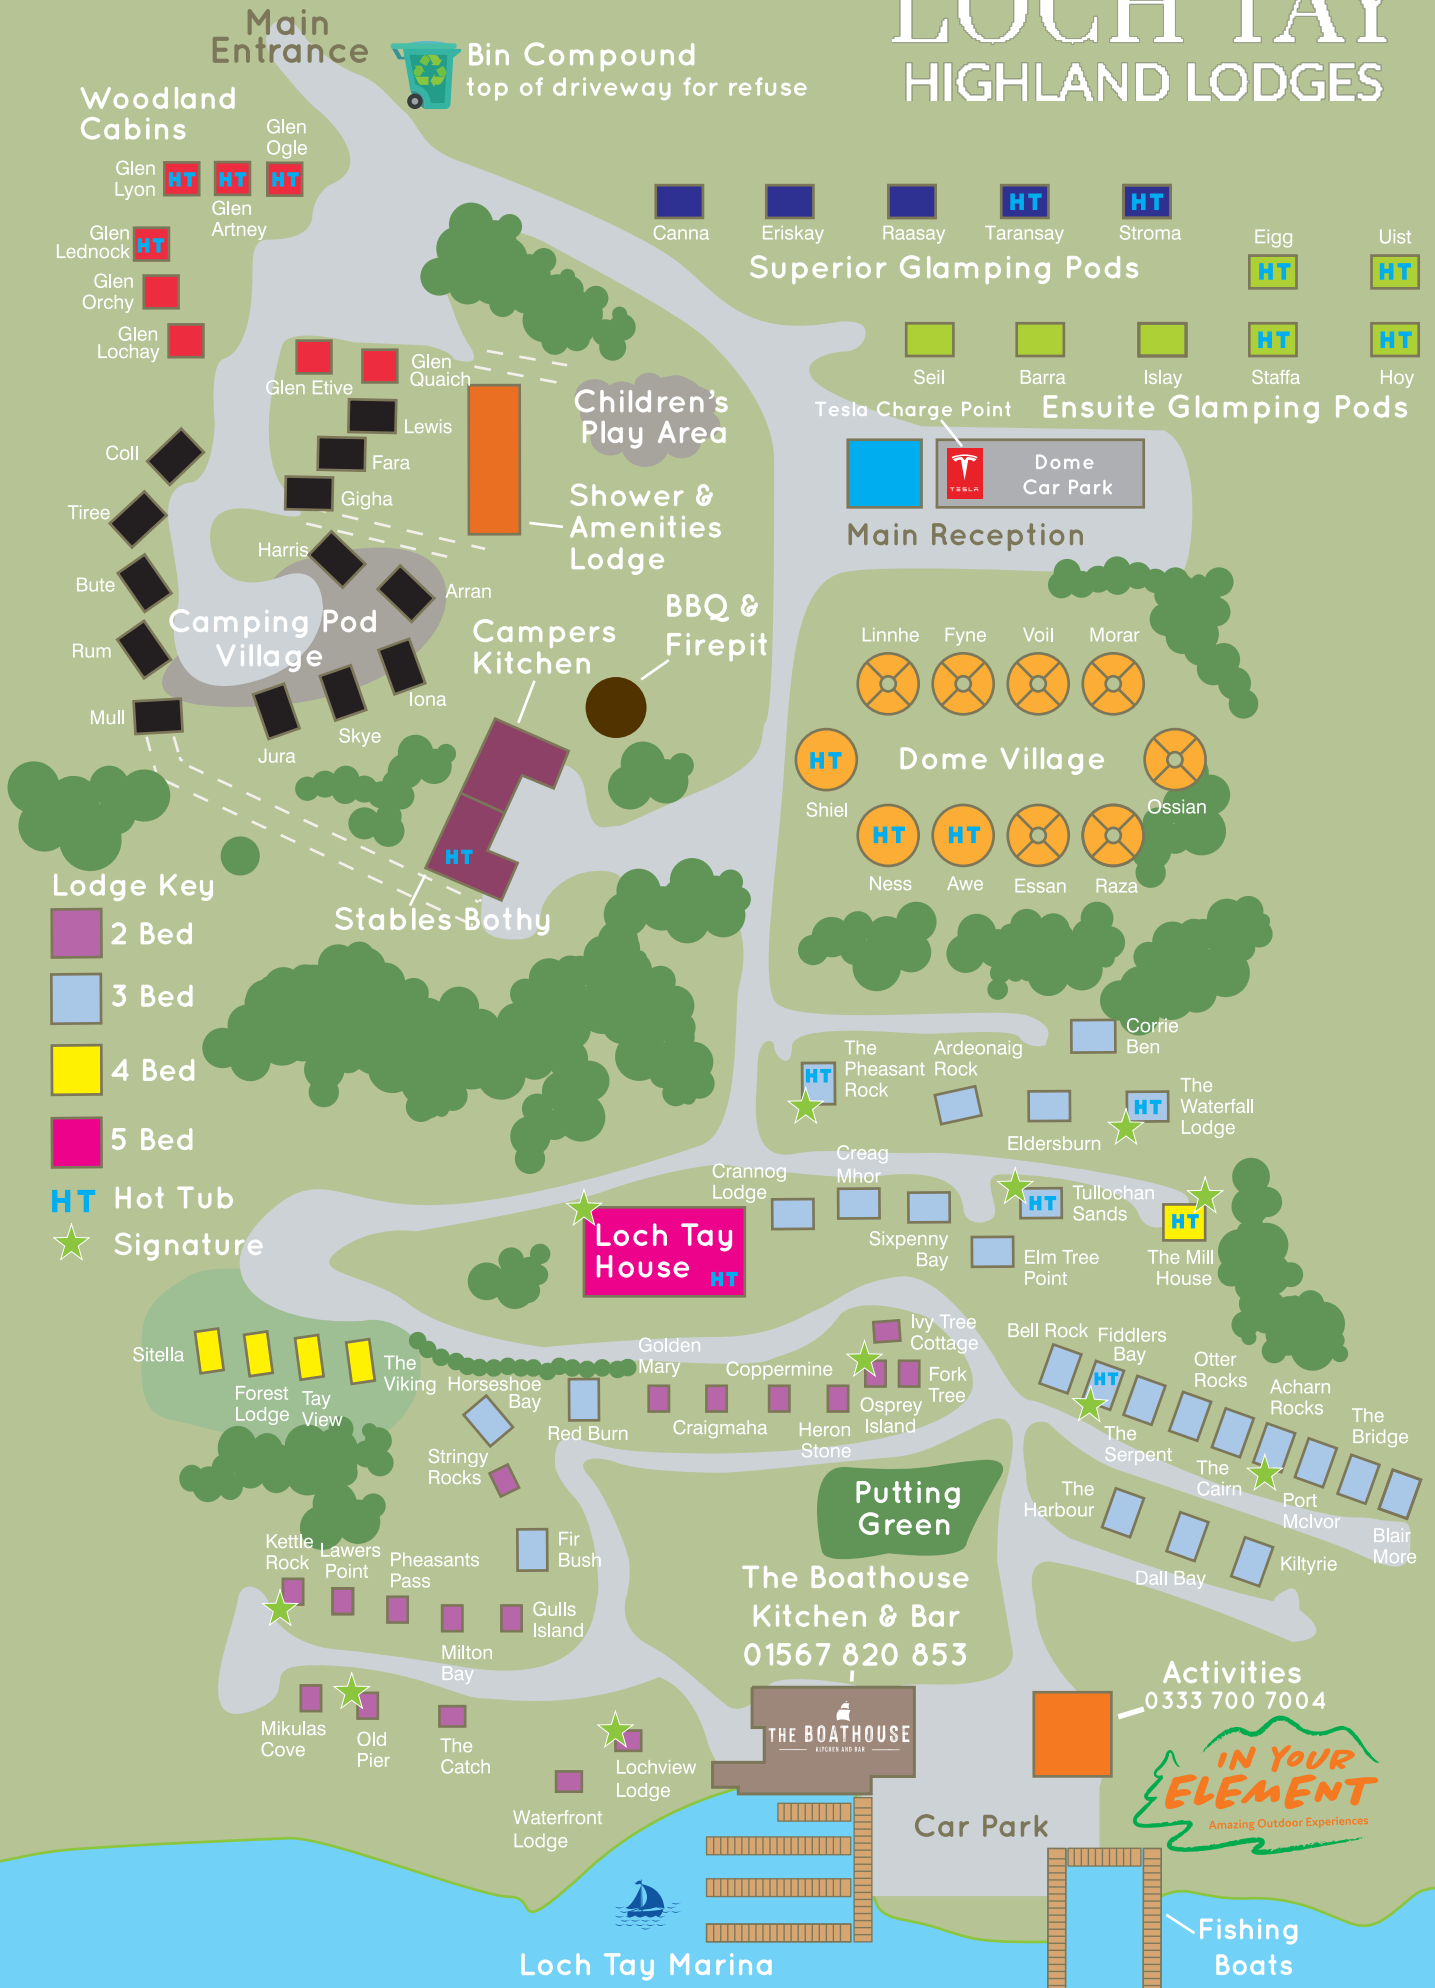 LOCH TAY
HIGHLAND LODGES
Main
Entrance
Bin Compound
top of driveway for refuse
Woodland
Cabins
Glen
Ogle
Glen
Lyon
HT
HT
HT
Glen
Artney
Glen
Lednock
HT
Glen
Orchy
Glen
Lochay
Glen Etive
Glen
Quaich
Canna
Eriskay
Raasay
HT
Taransay
HT
Stroma
Superior Glamping Pods
Eigg
HT
Uist
HT
Seil
Barra
Islay
HT
Staffa
HT
Hoy
Ensuite Glamping Pods
Tesla Charge Point
TESLA
Dome
Car Park
Main Reception
Children's
Play Area
Lewis
Fara
Gigha
Shower &
Amenities
Lodge
Coll
Tiree
Bute
Rum
Mull
Harris
Arran
Camping Pod
Village
Iona
Skye
Jura
Campers
Kitchen
BBQ &
Firepit
HT
Stables Bothy
Linnhe
Fyne
Voil
Morar
HT
Shiel
Dome Village
Ossian
HT
HT
Ness
Awe
Essan
Raza
Lodge Key
2 Bed
3 Bed
4 Bed
5 Bed
HT Hot Tub
Signature
Corrie
Ben
The
Pheasant
Rock
HT
Ardeonaig
Rock
Eldersburn
HT
The
Waterfall
Lodge
Crannog
Lodge
Creag
Mhor
Sixpenny
Bay
HT
Tullochan
Sands
Elm Tree
Point
HT
The Mill
House
Loch Tay
House
HT
Sitella
Forest
Lodge
Tay
View
The
Viking
Horseshoe
Bay
Red Burn
Golden
Mary
Craigmaha
Coppermine
Heron
Stone
Ivy Tree
Cottage
Osprey
Island
Fork
Tree
Stringy
Rocks
Bell Rock
Fiddlers
Bay
HT
The
Serpent
Otter
Rocks
The
Cairn
Acharn
Rocks
Port
McIvor
The
Bridge
Blair
More
The
Harbour
Dall Bay
Kiltyrie
Putting
Green
Fir
Bush
Kettle
Rock
Lawers
Point
Pheasants
Pass
Milton
Bay
Gulls
Island
Mikulas
Cove
Old
Pier
The
Catch
Lochview
Lodge
Waterfront
Lodge
The Boathouse
Kitchen & Bar
01567 820 853
THE BOATHOUSE
KITCHEN AND BAR
Activities
0333 700 7004
IN YOUR
ELEMENT
Amazing Outdoor Experiences
Car Park
Loch Tay Marina
Fishing
Boats